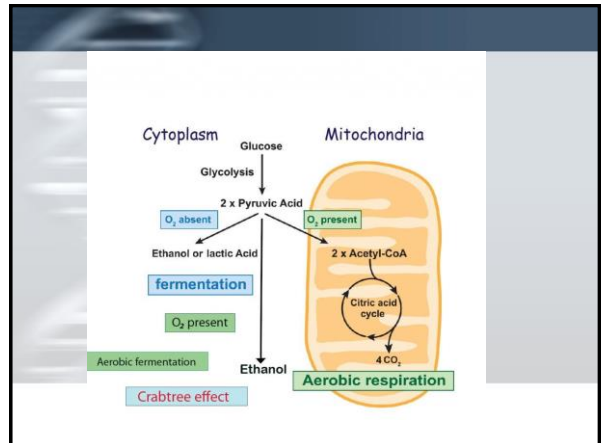 Cytoplasm
Mitochondria
Glucose
Glycolysis
2 x Pyruvic Acid
O₂ absent
O₂ present
Ethanol or lactic Acid
2 x Acetyl-CoA
fermentation
Citric acid
cycle
O₂ present
Aerobic fermentation
Ethanol
4 CO₂
Aerobic respiration
Crabtree effect